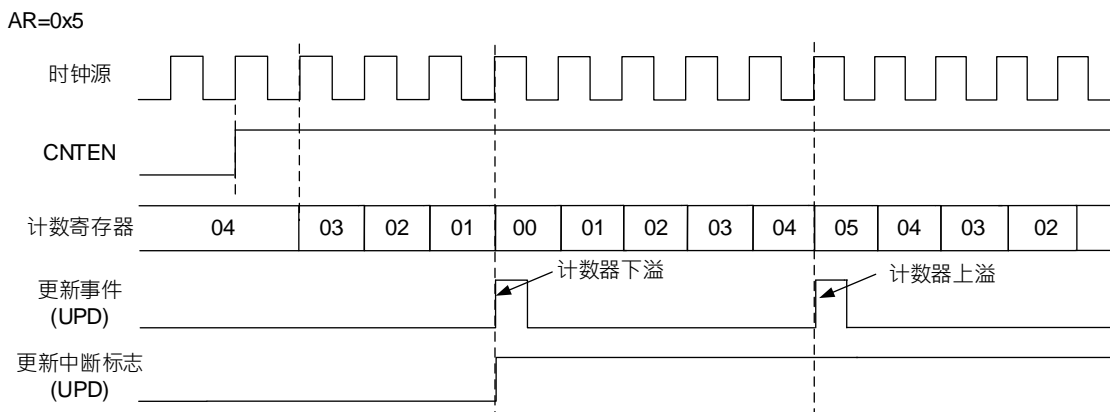 AR=0x5
时钟源
CNTEN
计数寄存器 04 03 02 01 00 01 02 03 04 05 04 03 02
计数器下溢
计数器上溢
更新事件
(UPD)
更新中断标志
(UPD)